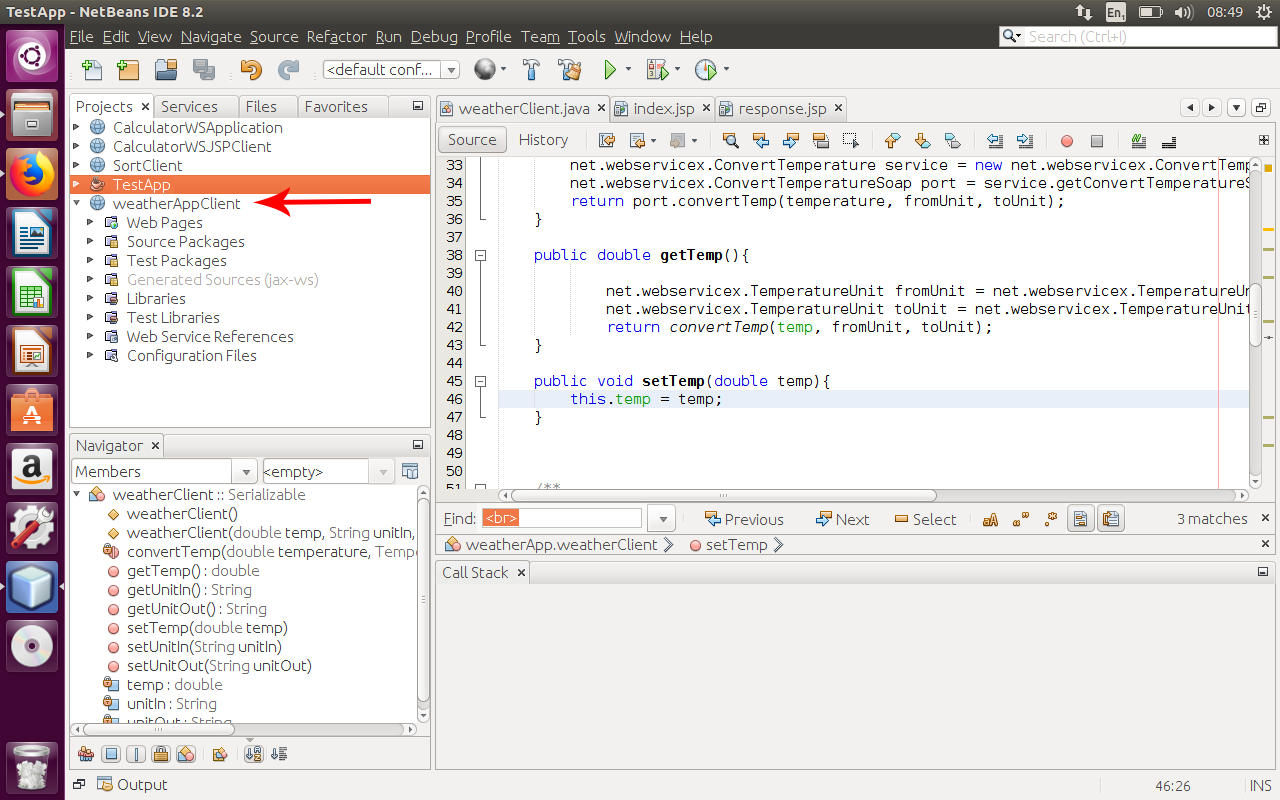 TestApp - NetBeans IDE 8.2
En1
08:49
File Edit View Navigate Source Refactor Run Debug Profile Team Tools Window Help
Search (Ctrl+I)
<default conf...
Projects Services Files Favorites
CalculatorWSApplication
CalculatorWSJSPClient
SortClient
TestApp
weatherAppClient
Web Pages
Source Packages
Test Packages
Generated Sources (jax-ws)
Libraries
Test Libraries
Web Service References
Configuration Files
Navigator
Members
<empty>
weatherClient :: Serializable
weatherClient()
weatherClient(double temp, String unitIn,
convertTemp(double temperature, Tempe
getTemp() : double
getUnitIn() : String
getUnitOut() : String
setTemp(double temp)
setUnitIn(String unitIn)
setUnitOut(String unitOut)
temp : double
unitIn : String
unitOut : String
Output
weatherClient.java index.jsp response.jsp
Source History
33 net.webservicex.ConvertTemperature service = new net.webservicex.ConvertTemp
34 net.webservicex.ConvertTemperatureSoap port = service.getConvertTemperatureS
35 return port.convertTemp(temperature, fromUnit, toUnit);
36 }
37
38 public double getTemp(){
39
40 net.webservicex.TemperatureUnit fromUnit = net.webservicex.TemperatureUn
41 net.webservicex.TemperatureUnit toUnit = net.webservicex.TemperatureUnit
42 return convertTemp(temp, fromUnit, toUnit);
43 }
44
45 public void setTemp(double temp){
46 this.temp = temp;
47 }
48
49
50
51 /**
Find: <br> Previous Next Select aA 3 matches
weatherApp.weatherClient setTemp
Call Stack
46:26 INS